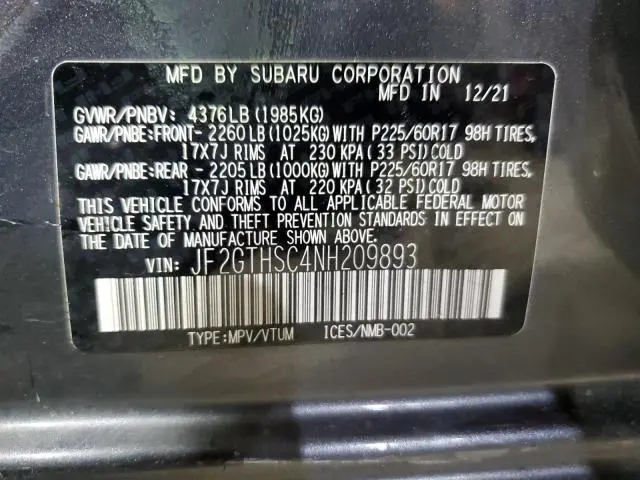 MFD BY SUBARU CORPORATION
MFD IN 12/21
GVWR/PNBV: 4376LB (1985KG)
GAWR/PNBE:FRONT- 2260LB (1025KG) WITH P225/60R17 98H TIRES,
17X7J RIMS AT 230 KPA (33 PSI) COLD
GAWR/PNBE:REAR - 2205LB (1000KG) WITH P225/60R17 98H TIRES,
17X7J RIMS AT 220 KPA (32 PSI) COLD
THIS VEHICLE CONFORMS TO ALL APPLICABLE FEDERAL MOTOR
VEHICLE SAFETY AND THEFT PREVENTION STANDARDS IN EFFECT ON
THE DATE OF MANUFACTURE SHOWN ABOVE.
VIN: JF2GTHSC4NH209893
TYPE:MPV/VTUM ICES/NMB-002